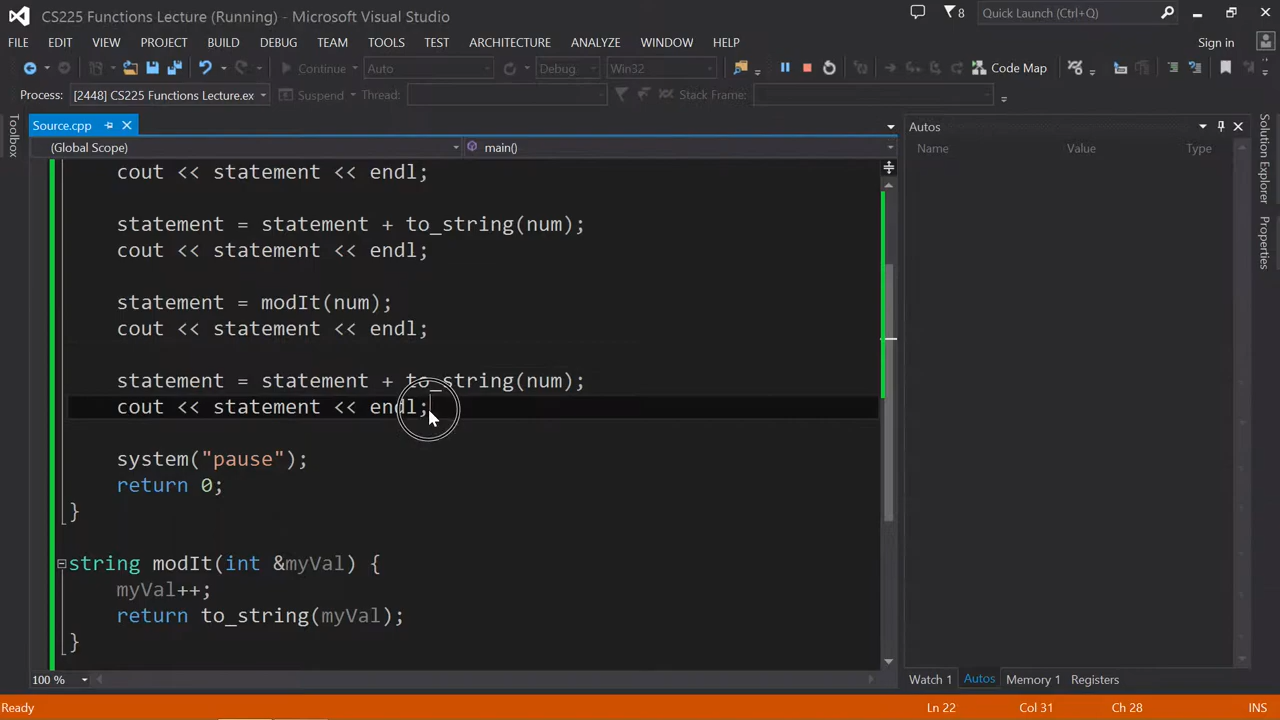 CS225 Functions Lecture (Running) - Microsoft Visual Studio
8
Quick Launch (Ctrl+Q)
FILE EDIT VIEW PROJECT BUILD DEBUG TEAM TOOLS TEST ARCHITECTURE ANALYZE WINDOW HELP
Sign in
Continue Auto Debug Win32 Code Map
Process: [2448] CS225 Functions Lecture.ex Suspend Thread: Stack Frame:
Toolbox
Source.cpp
(Global Scope) main()
cout << statement << endl;
statement = statement + to_string(num);
cout << statement << endl;
statement = modIt(num);
cout << statement << endl;
statement = statement + to_string(num);
cout << statement << endl;
system("pause");
return 0;
}
string modIt(int &myVal) {
myVal++;
return to_string(myVal);
}
100 %
Autos
Name Value Type
Watch 1 Autos Memory 1 Registers
Solution Explorer
Properties
Ready Ln 22 Col 31 Ch 28 INS